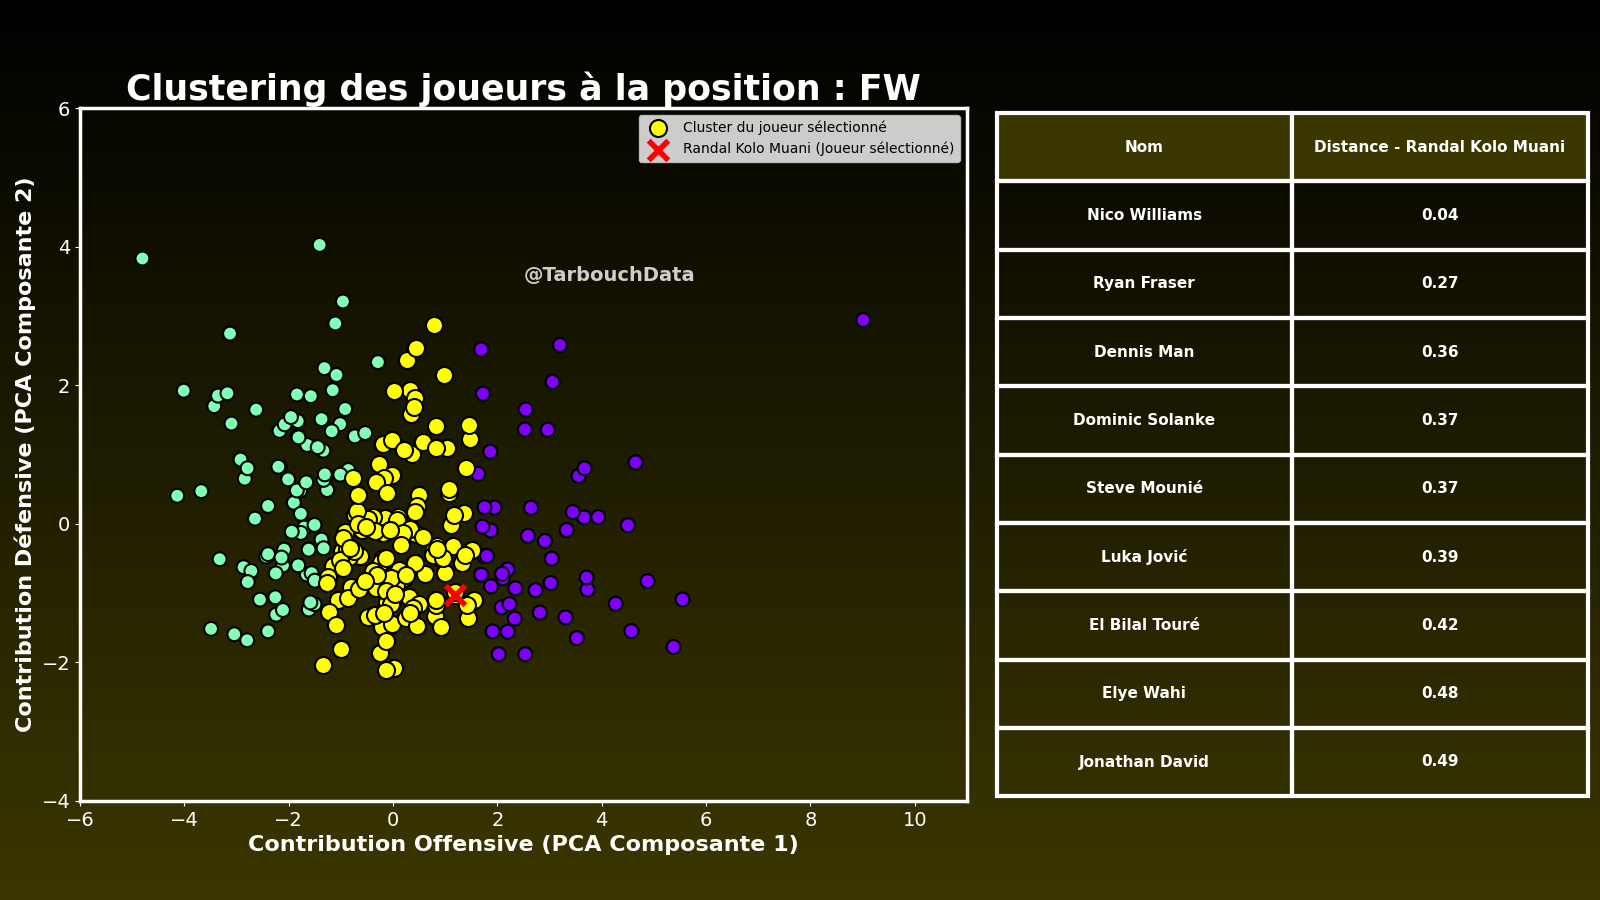 Clustering des joueurs à la position : FW
Cluster du joueur sélectionné
Randal Kolo Muani (Joueur sélectionné)
@TarbouchData
Contribution Défensive (PCA Composante 2)
6
4
2
0
−2
−4
−6
−4
−2
0
2
4
6
8
10
Contribution Offensive (PCA Composante 1)
Nom Distance - Randal Kolo Muani
Nico Williams 0.04
Ryan Fraser 0.27
Dennis Man 0.36
Dominic Solanke 0.37
Steve Mounié 0.37
Luka Jović 0.39
El Bilal Touré 0.42
Elye Wahi 0.48
Jonathan David 0.49